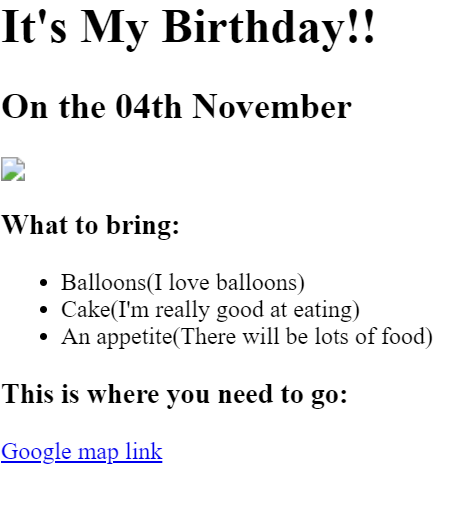 It's My Birthday!!
On the 04th November
What to bring:
Balloons(I love balloons)
Cake(I'm really good at eating)
An appetite(There will be lots of food)
This is where you need to go:
Google map link